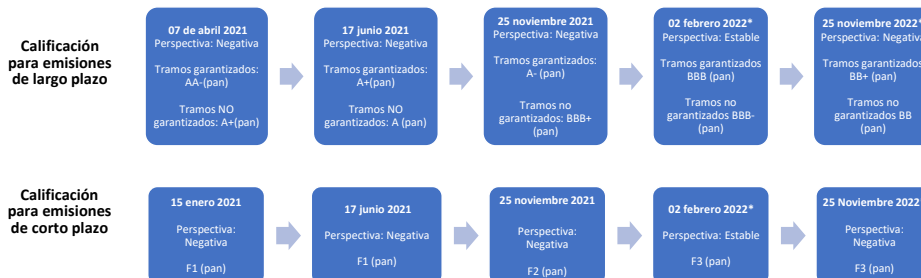 Calificación
para emisiones
de largo plazo
07 de abril 2021
Perspectiva: Negativa
Tramos garantizados:
AA-(pan)
Tramos NO
garantizados: A+(pan)
17 junio 2021
Perspectiva: Negativa
Tramos garantizados:
A+(pan)
Tramos NO
garantizados: A (pan)
25 noviembre 2021
Perspectiva: Negativa
Tramos garantizados:
A- (pan)
Tramos no
garantizados: BBB+
(pan)
02 febrero 2022*
Perspectiva: Estable
Tramos garantizados
BBB (pan)
Tramos no
garantizados BBB-
(pan)
25 noviembre 2022*
Perspectiva: Negativa
Tramos garantizados
BB+ (pan)
Tramos no
garantizados BB
(pan)
Calificación
para emisiones
de corto plazo
15 enero 2021
Perspectiva:
Negativa
F1 (pan)
17 junio 2021
Perspectiva: Negativa
F1 (pan)
25 noviembre 2021
Perspectiva:
Negativa
F2 (pan)
02 febrero 2022*
Perspectiva: Estable
F3 (pan)
25 Noviembre 2022
Perspectiva:
Negativa
F3 (pan)